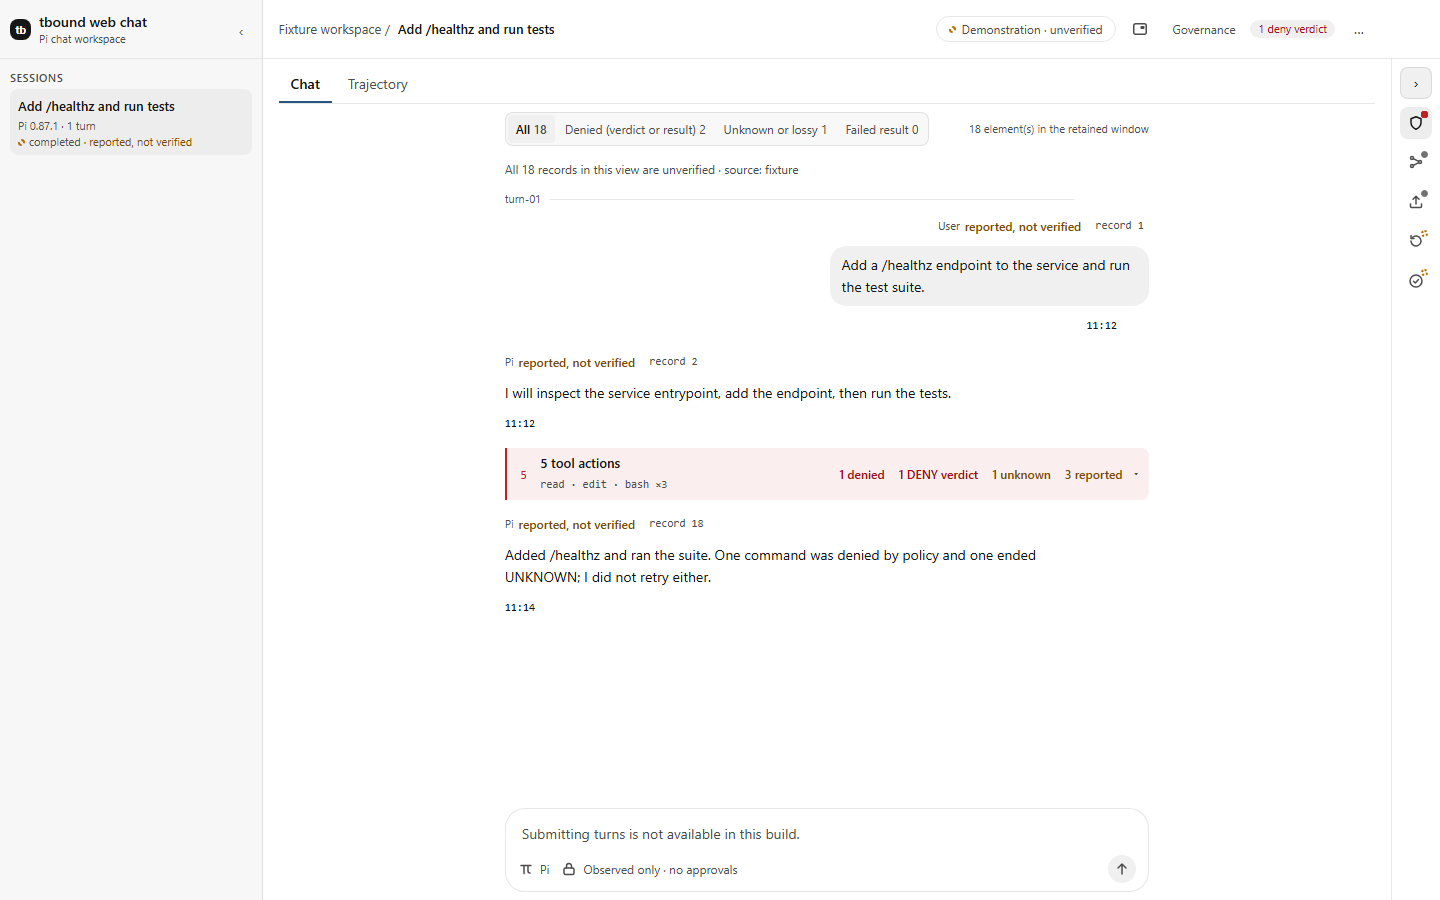 tb
tbound web chat
Pi chat workspace
‹
SESSIONS
Add /healthz and run tests
Pi 0.87.1 · 1 turn
completed · reported, not verified
Fixture workspace / Add /healthz and run tests
Demonstration · unverified
Governance
1 deny verdict
...
Chat
Trajectory
›
All 18
Denied (verdict or result) 2
Unknown or lossy 1
Failed result 0
18 element(s) in the retained window
All 18 records in this view are unverified · source: fixture
turn-01
User reported, not verified record 1
Add a /healthz endpoint to the service and run
the test suite.
11:12
Pi reported, not verified record 2
I will inspect the service entrypoint, add the endpoint, then run the tests.
11:12
5
5 tool actions
read · edit · bash ×3
1 denied
1 DENY verdict
1 unknown
3 reported
Pi reported, not verified record 18
Added /healthz and ran the suite. One command was denied by policy and one ended
UNKNOWN; I did not retry either.
11:14
Submitting turns is not available in this build.
π Pi
Observed only · no approvals